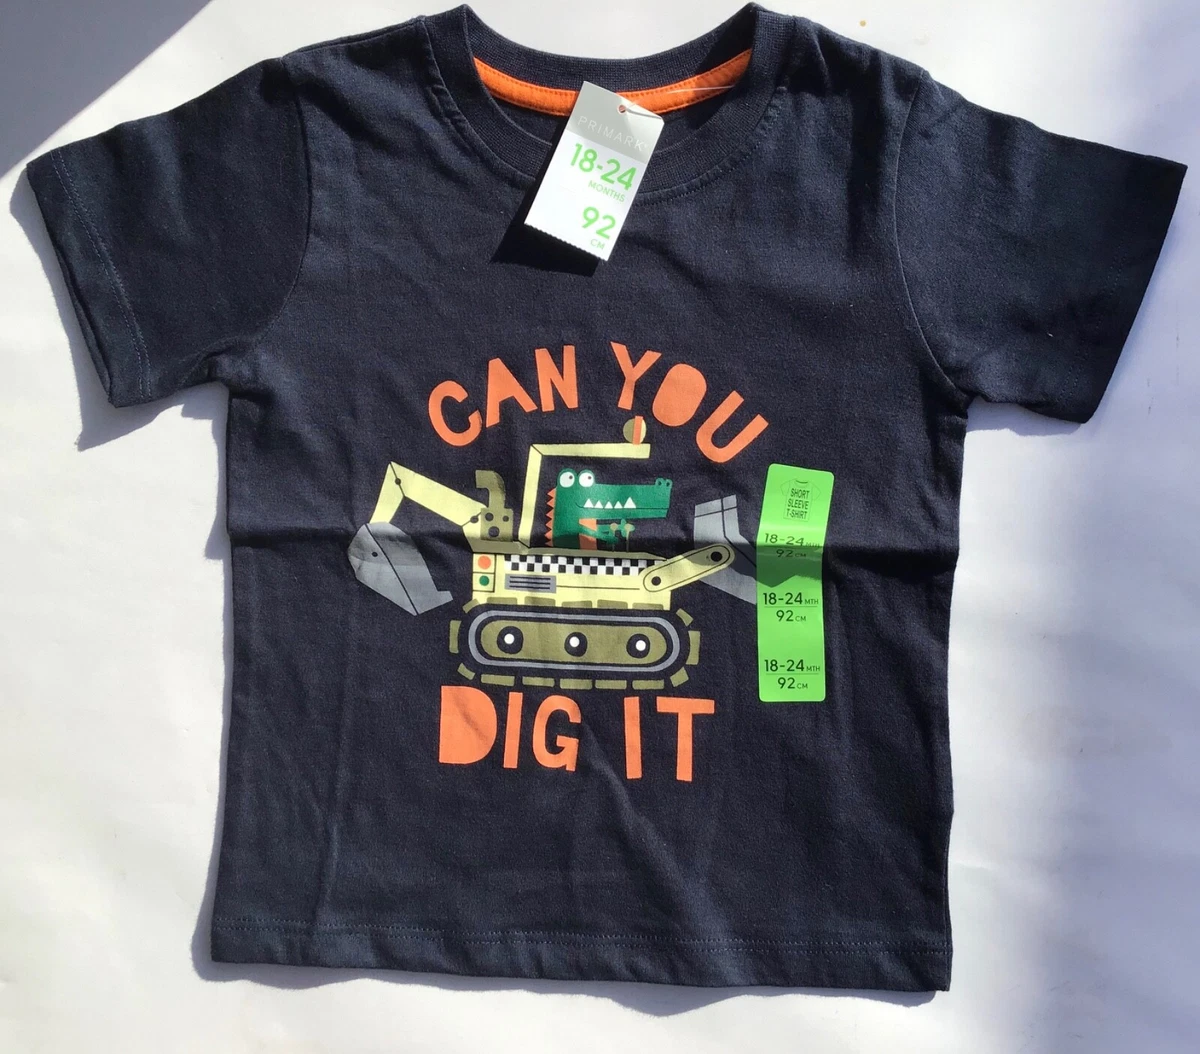 PRIMARK
18-24
MONTHS
92
CM
CAN YOU
DIG IT
SHORT
SLEEVE
T-SHIRT
18-24 MTH
92 CM
18-24 MTH
92 CM
18-24 MTH
92 CM